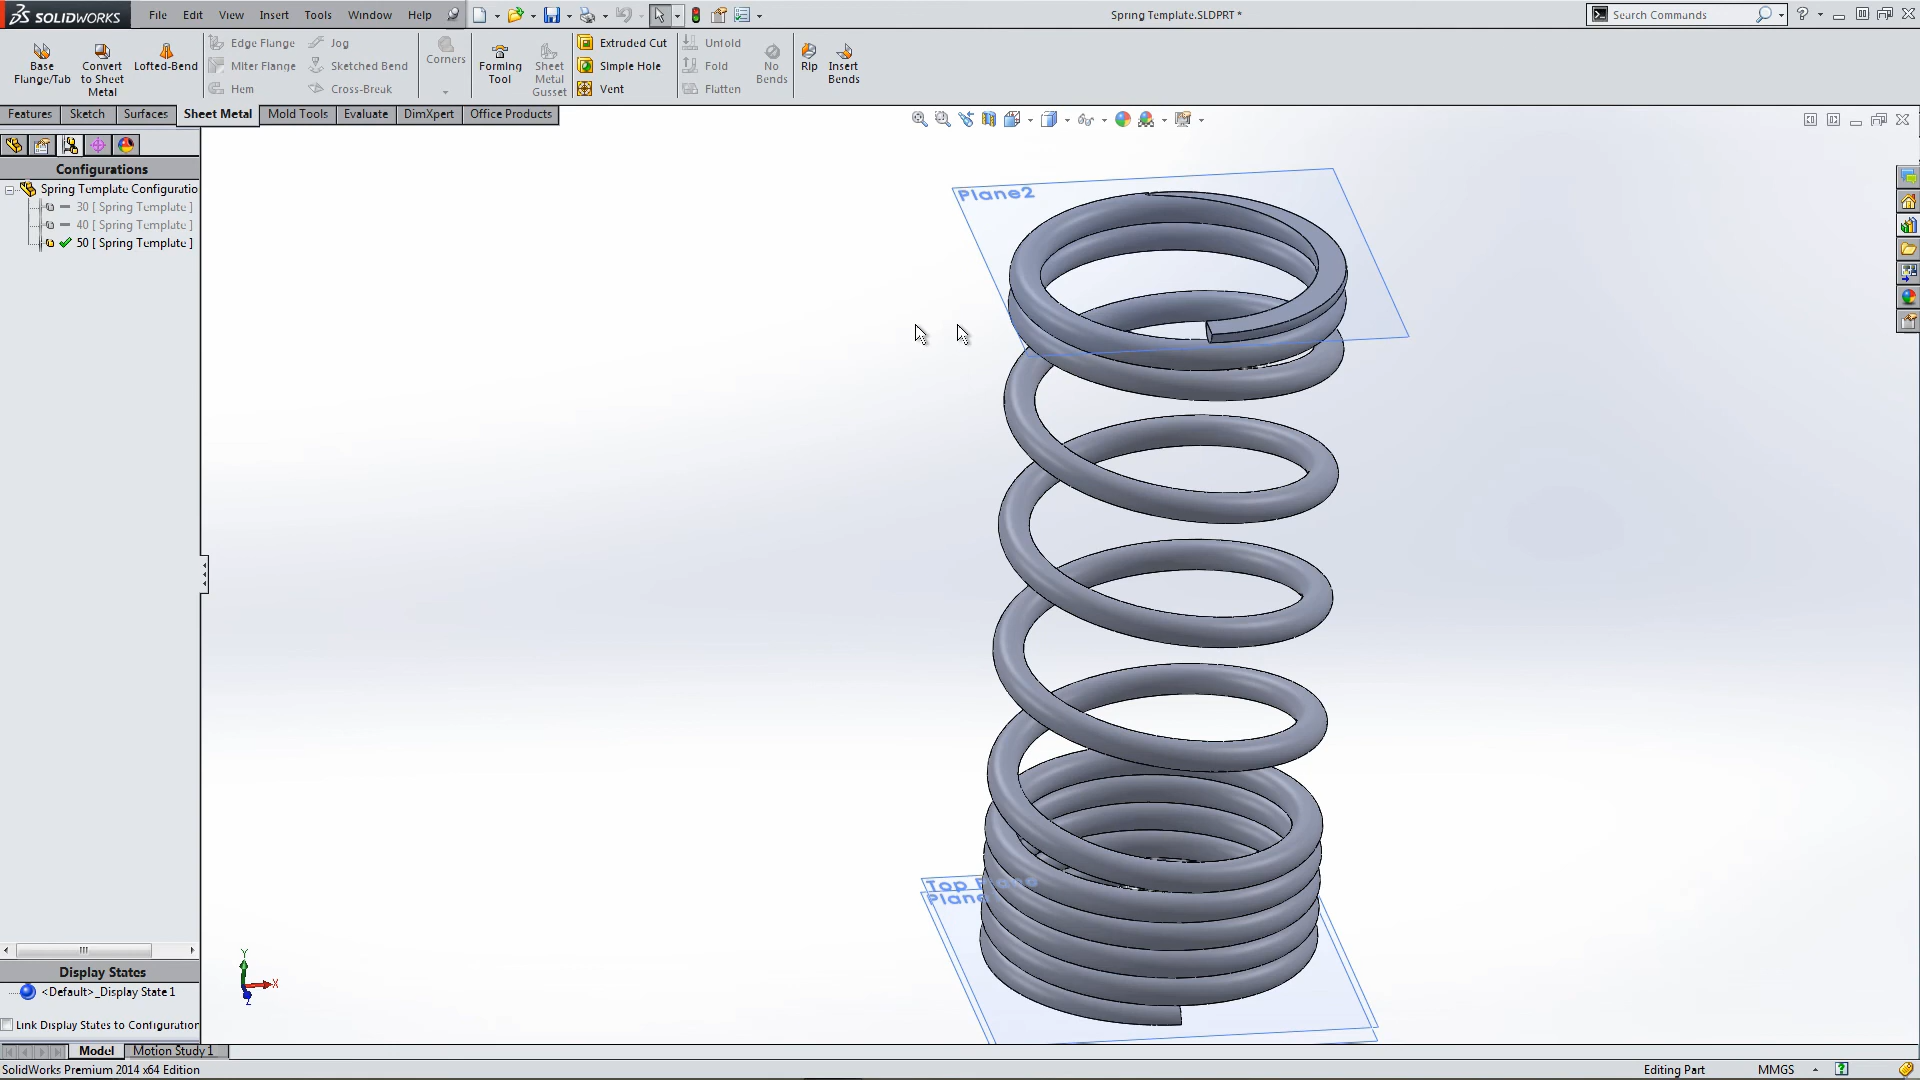 SOLIDWORKS
File Edit View Insert Tools Window Help
Spring Template.SLDPRT *
Search Commands
Base Flange/Tab
Convert to Sheet Metal
Lofted-Bend
Edge Flange
Miter Flange
Hem
Jog
Sketched Bend
Cross-Break
Corners
Forming Tool
Sheet Metal Gusset
Extruded Cut
Simple Hole
Vent
Unfold
Fold
Flatten
No Bends
Rip
Insert Bends
Features Sketch Surfaces Sheet Metal Mold Tools Evaluate DimXpert Office Products
Configurations
Spring Template Configuratio
30 [ Spring Template ]
40 [ Spring Template ]
50 [ Spring Template ]
Plane2
Top Plane
Plane
Y
X
Z
Display States
<Default>_Display State 1
Link Display States to Configuration
Model Motion Study 1
SolidWorks Premium 2014 x64 Edition
Editing Part
MMGS